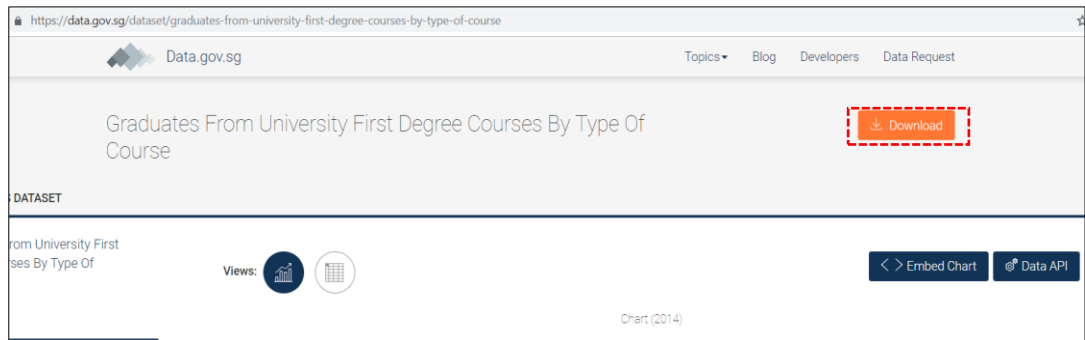 https://data.gov.sg/dataset/graduates-from-university-first-degree-courses-by-type-of-course
Data.gov.sg
Topics Blog Developers Data Request
Graduates From University First Degree Courses By Type Of
Course
Download
DATASET
rom University First
ses By Type Of
Views:
< > Embed Chart
Data API
Chart (2014)